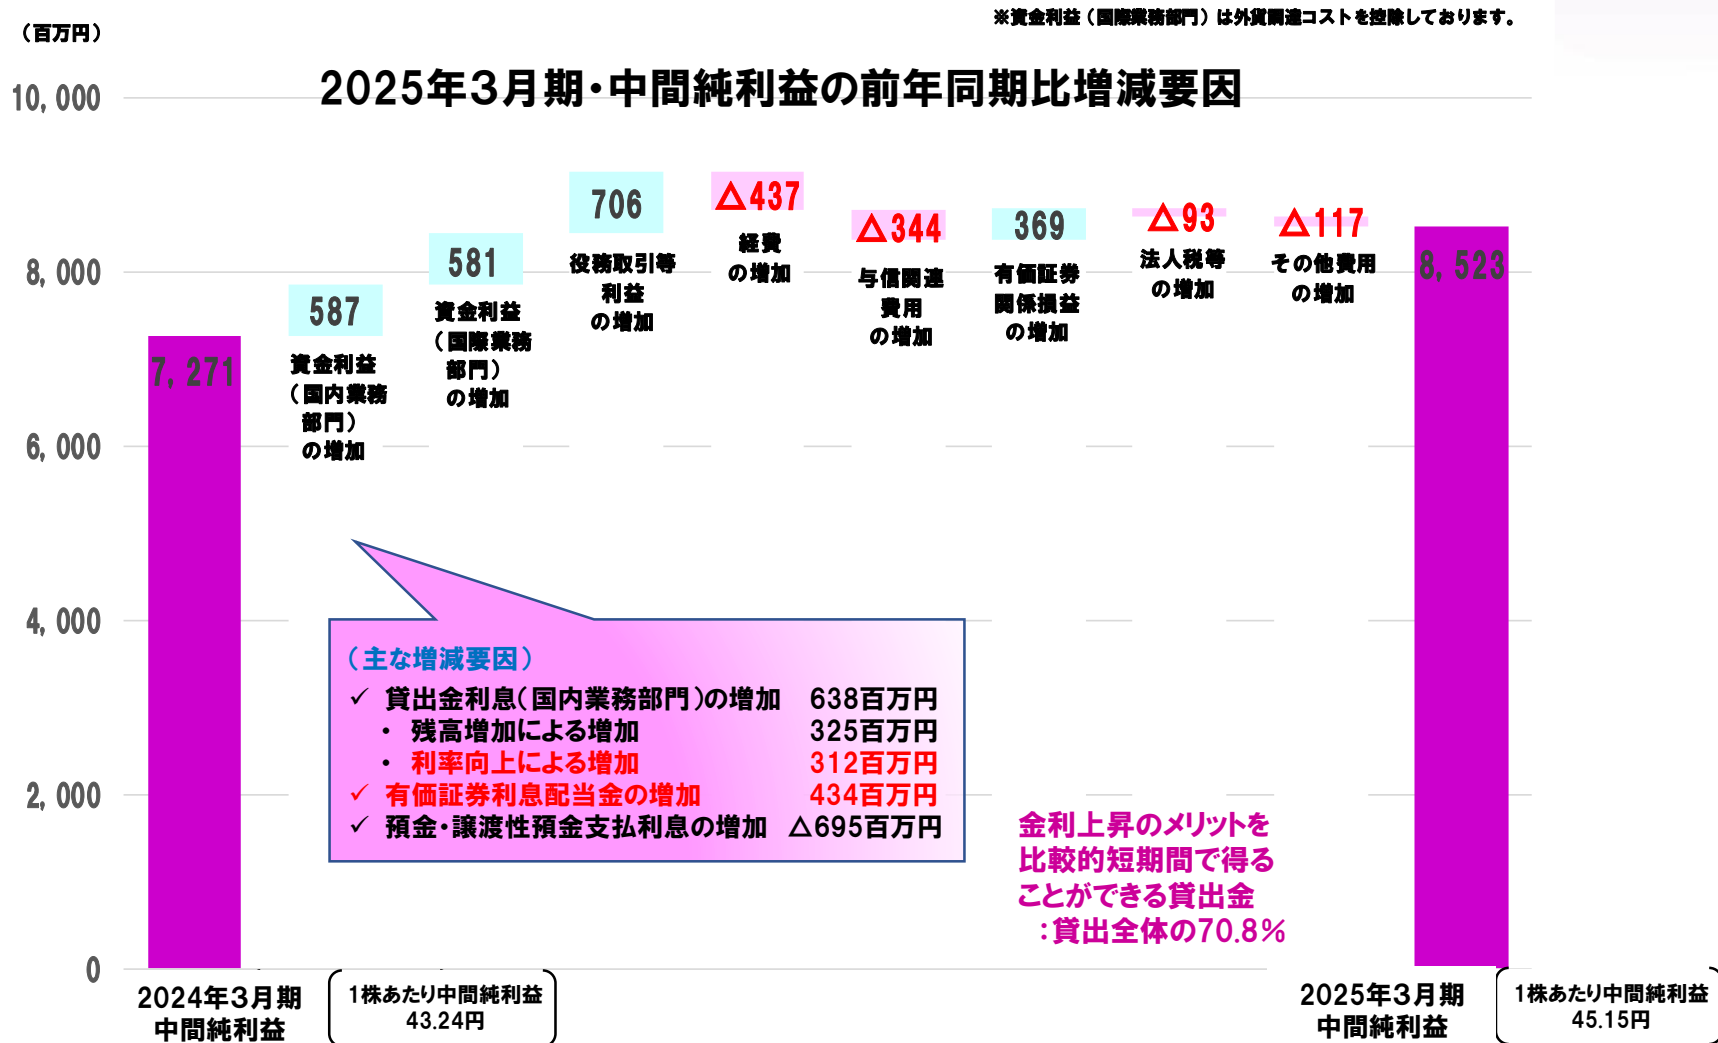 ※資金利益（国際業務部門）は外貨調達コストを控除しております。
（百万円）
2025年３月期・中間純利益の前年同期比増減要因
10,000
8,000
6,000
4,000
2,000
0
7,271
587
資金利益
（国内業務
部門）
の増加
581
資金利益
（国際業務
部門）
の増加
706
役務取引等
利益
の増加
△437
経費
の増加
△344
与信関連
費用
の増加
369
有価証券
関係損益
の増加
△93
法人税等
の増加
△117
その他費用
の増加
8,523
（主な増減要因）
✓ 貸出金利息（国内業務部門）の増加 638百万円
・ 残高増加による増加 325百万円
・ 利率向上による増加 312百万円
✓ 有価証券利息配当金の増加 434百万円
✓ 預金・譲渡性預金支払利息の増加 △695百万円
金利上昇のメリットを
比較的短期間で得る
ことができる貸出金
：貸出全体の70.8％
2024年３月期
中間純利益
1株あたり中間純利益
43.24円
2025年３月期
中間純利益
1株あたり中間純利益
45.15円